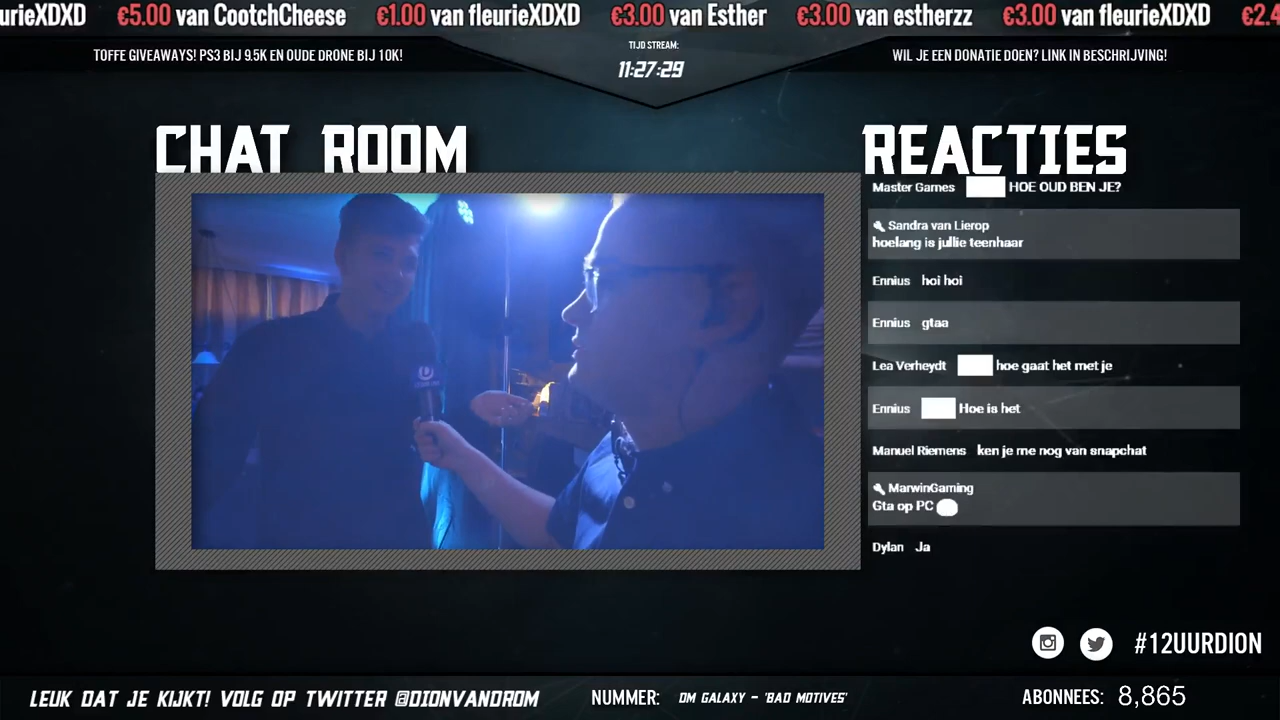 urieXDXD €5.00 van CootchCheese €1.00 van fleurieXDXD €3.00 van Esther €3.00 van estherzz €3.00 van fleurieXDXD €2.4
TOFFE GIVEAWAYS! PS3 BIJ 9.5K EN OUDE DRONE BIJ 10K!
TIJD STREAM:
11:27:29
WIL JE EEN DONATIE DOEN? LINK IN BESCHRIJVING!
CHAT ROOM
REACTIES
Master Games HOE OUD BEN JE?
Sandra van Lierop
hoelang is jullie teenhaar
Ennius hoi hoi
Ennius gtaa
Lea Verheydt hoe gaat het met je
Ennius Hoe is het
Manuel Riemens ken je me nog van snapchat
MarwinGaming
Gta op PC
Dylan Ja
#12UURDION
LEUK DAT JE KIJKT! VOLG OP TWITTER @DIONVANDROM
NUMMER: OM GALAXY - 'BAD MOTIVES'
ABONNEES: 8,865